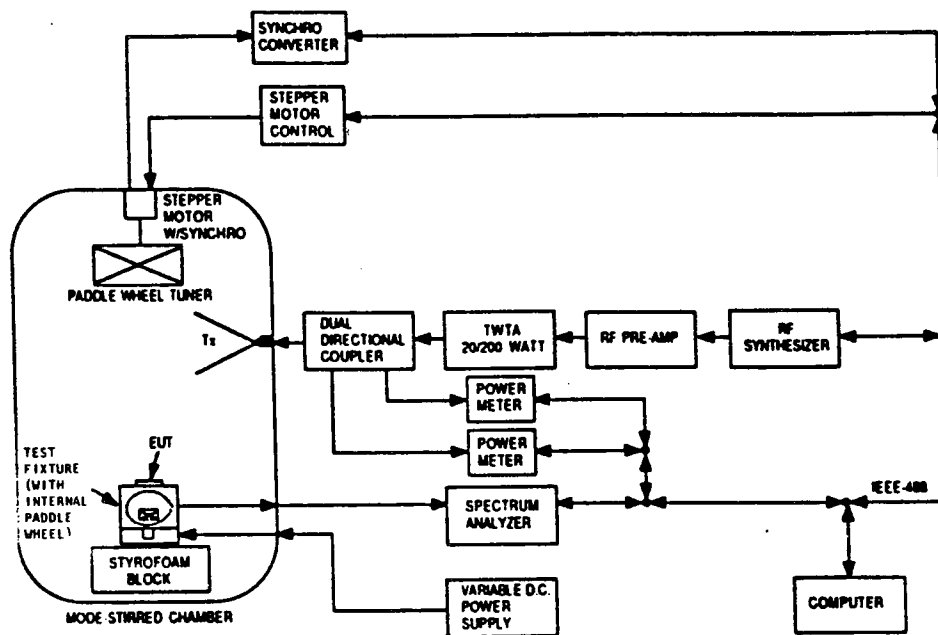 SYNCHRO
CONVERTER
STEPPER
MOTOR
CONTROL
STEPPER
MOTOR
W/SYNCHRO
PADDLE WHEEL TUNER
Tx
DUAL
DIRECTIONAL
COUPLER
TWTA
20/200 WATT
RF PRE-AMP
RF
SYNTHESIZER
POWER
METER
POWER
METER
EUT
TEST
FIXTURE
(WITH
INTERNAL
PADDLE
WHEEL)
SPECTRUM
ANALYZER
IEEE-488
STYROFOAM
BLOCK
MODE-STIRRED CHAMBER
VARIABLE D.C.
POWER
SUPPLY
COMPUTER